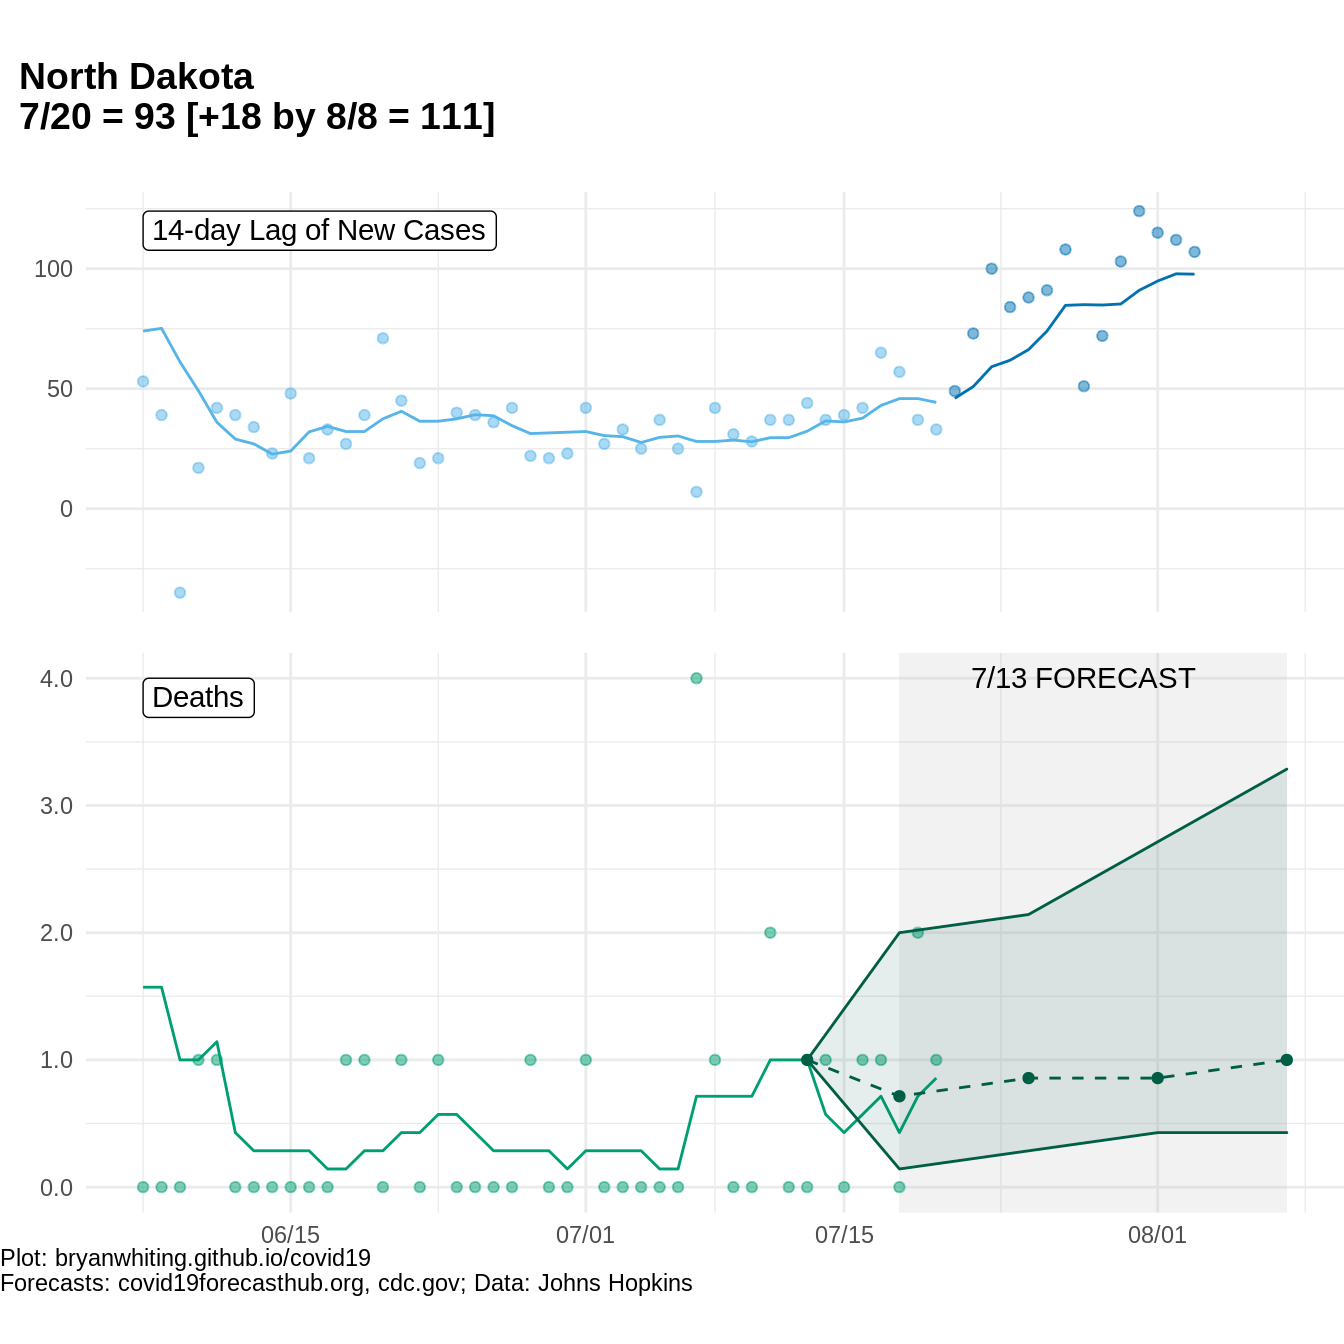 North Dakota
7/20 = 93 [+18 by 8/8 = 111]
14-day Lag of New Cases
100
50
0
4.0
3.0
2.0
1.0
0.0
Deaths
7/13 FORECAST
06/15
07/01
07/15
08/01
Plot: bryanwhiting.github.io/covid19
Forecasts: covid19forecasthub.org, cdc.gov; Data: Johns Hopkins